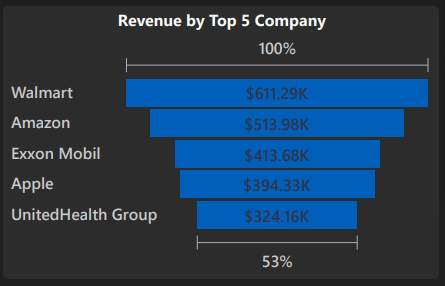 Revenue by Top 5 Company
100%
Walmart $611.29K
Amazon $513.98K
Exxon Mobil $413.68K
Apple $394.33K
UnitedHealth Group $324.16K
53%